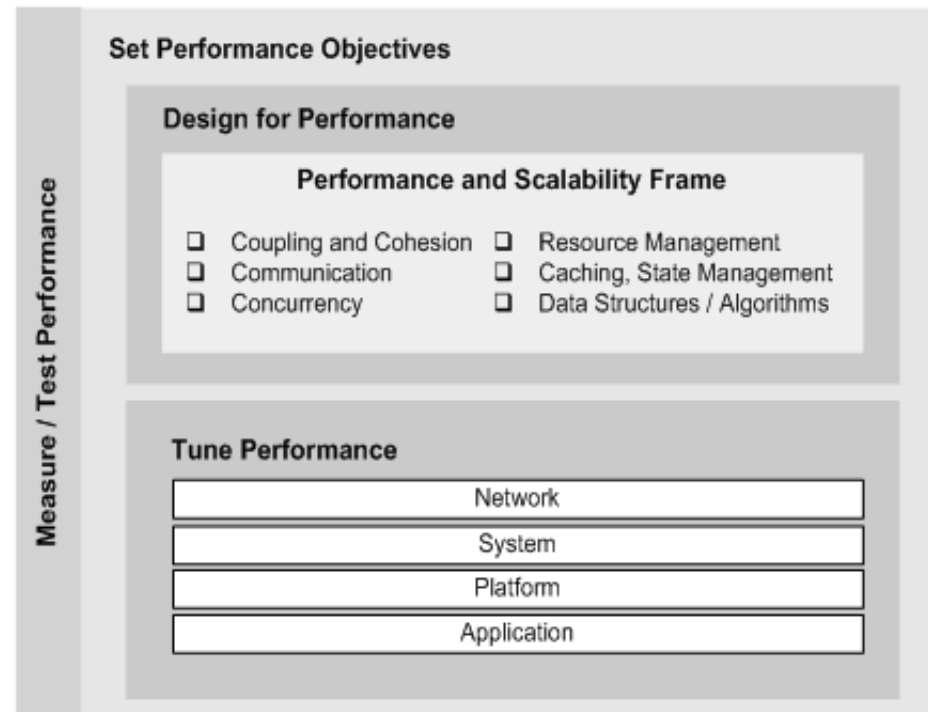 Measure / Test Performance
Set Performance Objectives
Design for Performance
Performance and Scalability Frame
❑ Coupling and Cohesion ❑ Resource Management
❑ Communication ❑ Caching, State Management
❑ Concurrency ❑ Data Structures / Algorithms
Tune Performance
Network
System
Platform
Application